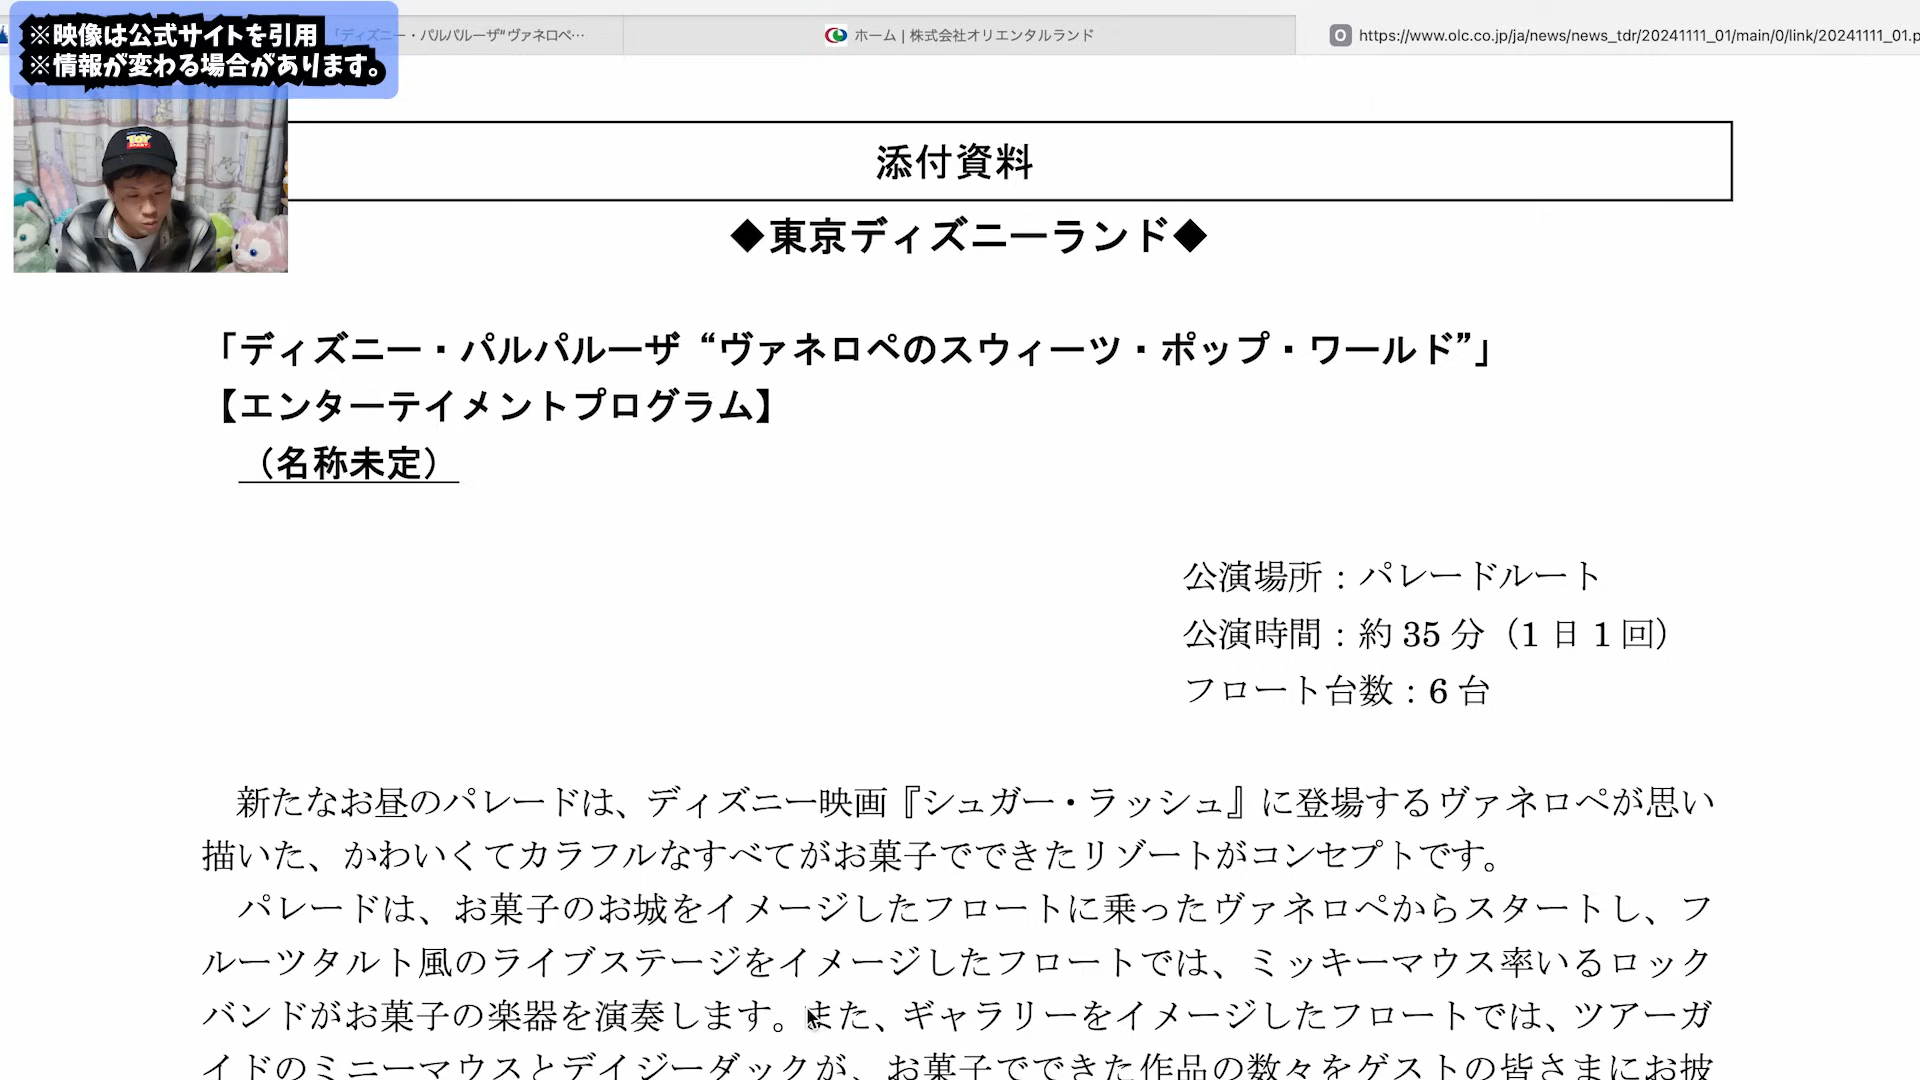 ※映像は公式サイトを引用
※情報が変わる場合があります。
「ディズニー・パルパルーザ“ヴァネロペ…
ホーム | 株式会社オリエンタルランド
https://www.olc.co.jp/ja/news/news_tdr/20241111_01/main/0/link/20241111_01.p
TOY
添付資料
◆東京ディズニーランド◆
「ディズニー・パルパルーザ“ヴァネロペのスウィーツ・ポップ・ワールド”」
【エンターテイメントプログラム】
（名称未定）
公演場所：パレードルート
公演時間：約 35 分（1 日 1 回）
フロート台数：6 台
新たなお昼のパレードは、ディズニー映画『シュガー・ラッシュ』に登場するヴァネロペが思い
描いた、かわいくてカラフルなすべてがお菓子でできたリゾートがコンセプトです。
パレードは、お菓子のお城をイメージしたフロートに乗ったヴァネロペからスタートし、フ
ルーツタルト風のライブステージをイメージしたフロートでは、ミッキーマウス率いるロック
バンドがお菓子の楽器を演奏します。また、ギャラリーをイメージしたフロートでは、ツアーガ
イドのミニーマウスとデイジーダックが、お菓子でできた作品の数々をゲストの皆さまにお披